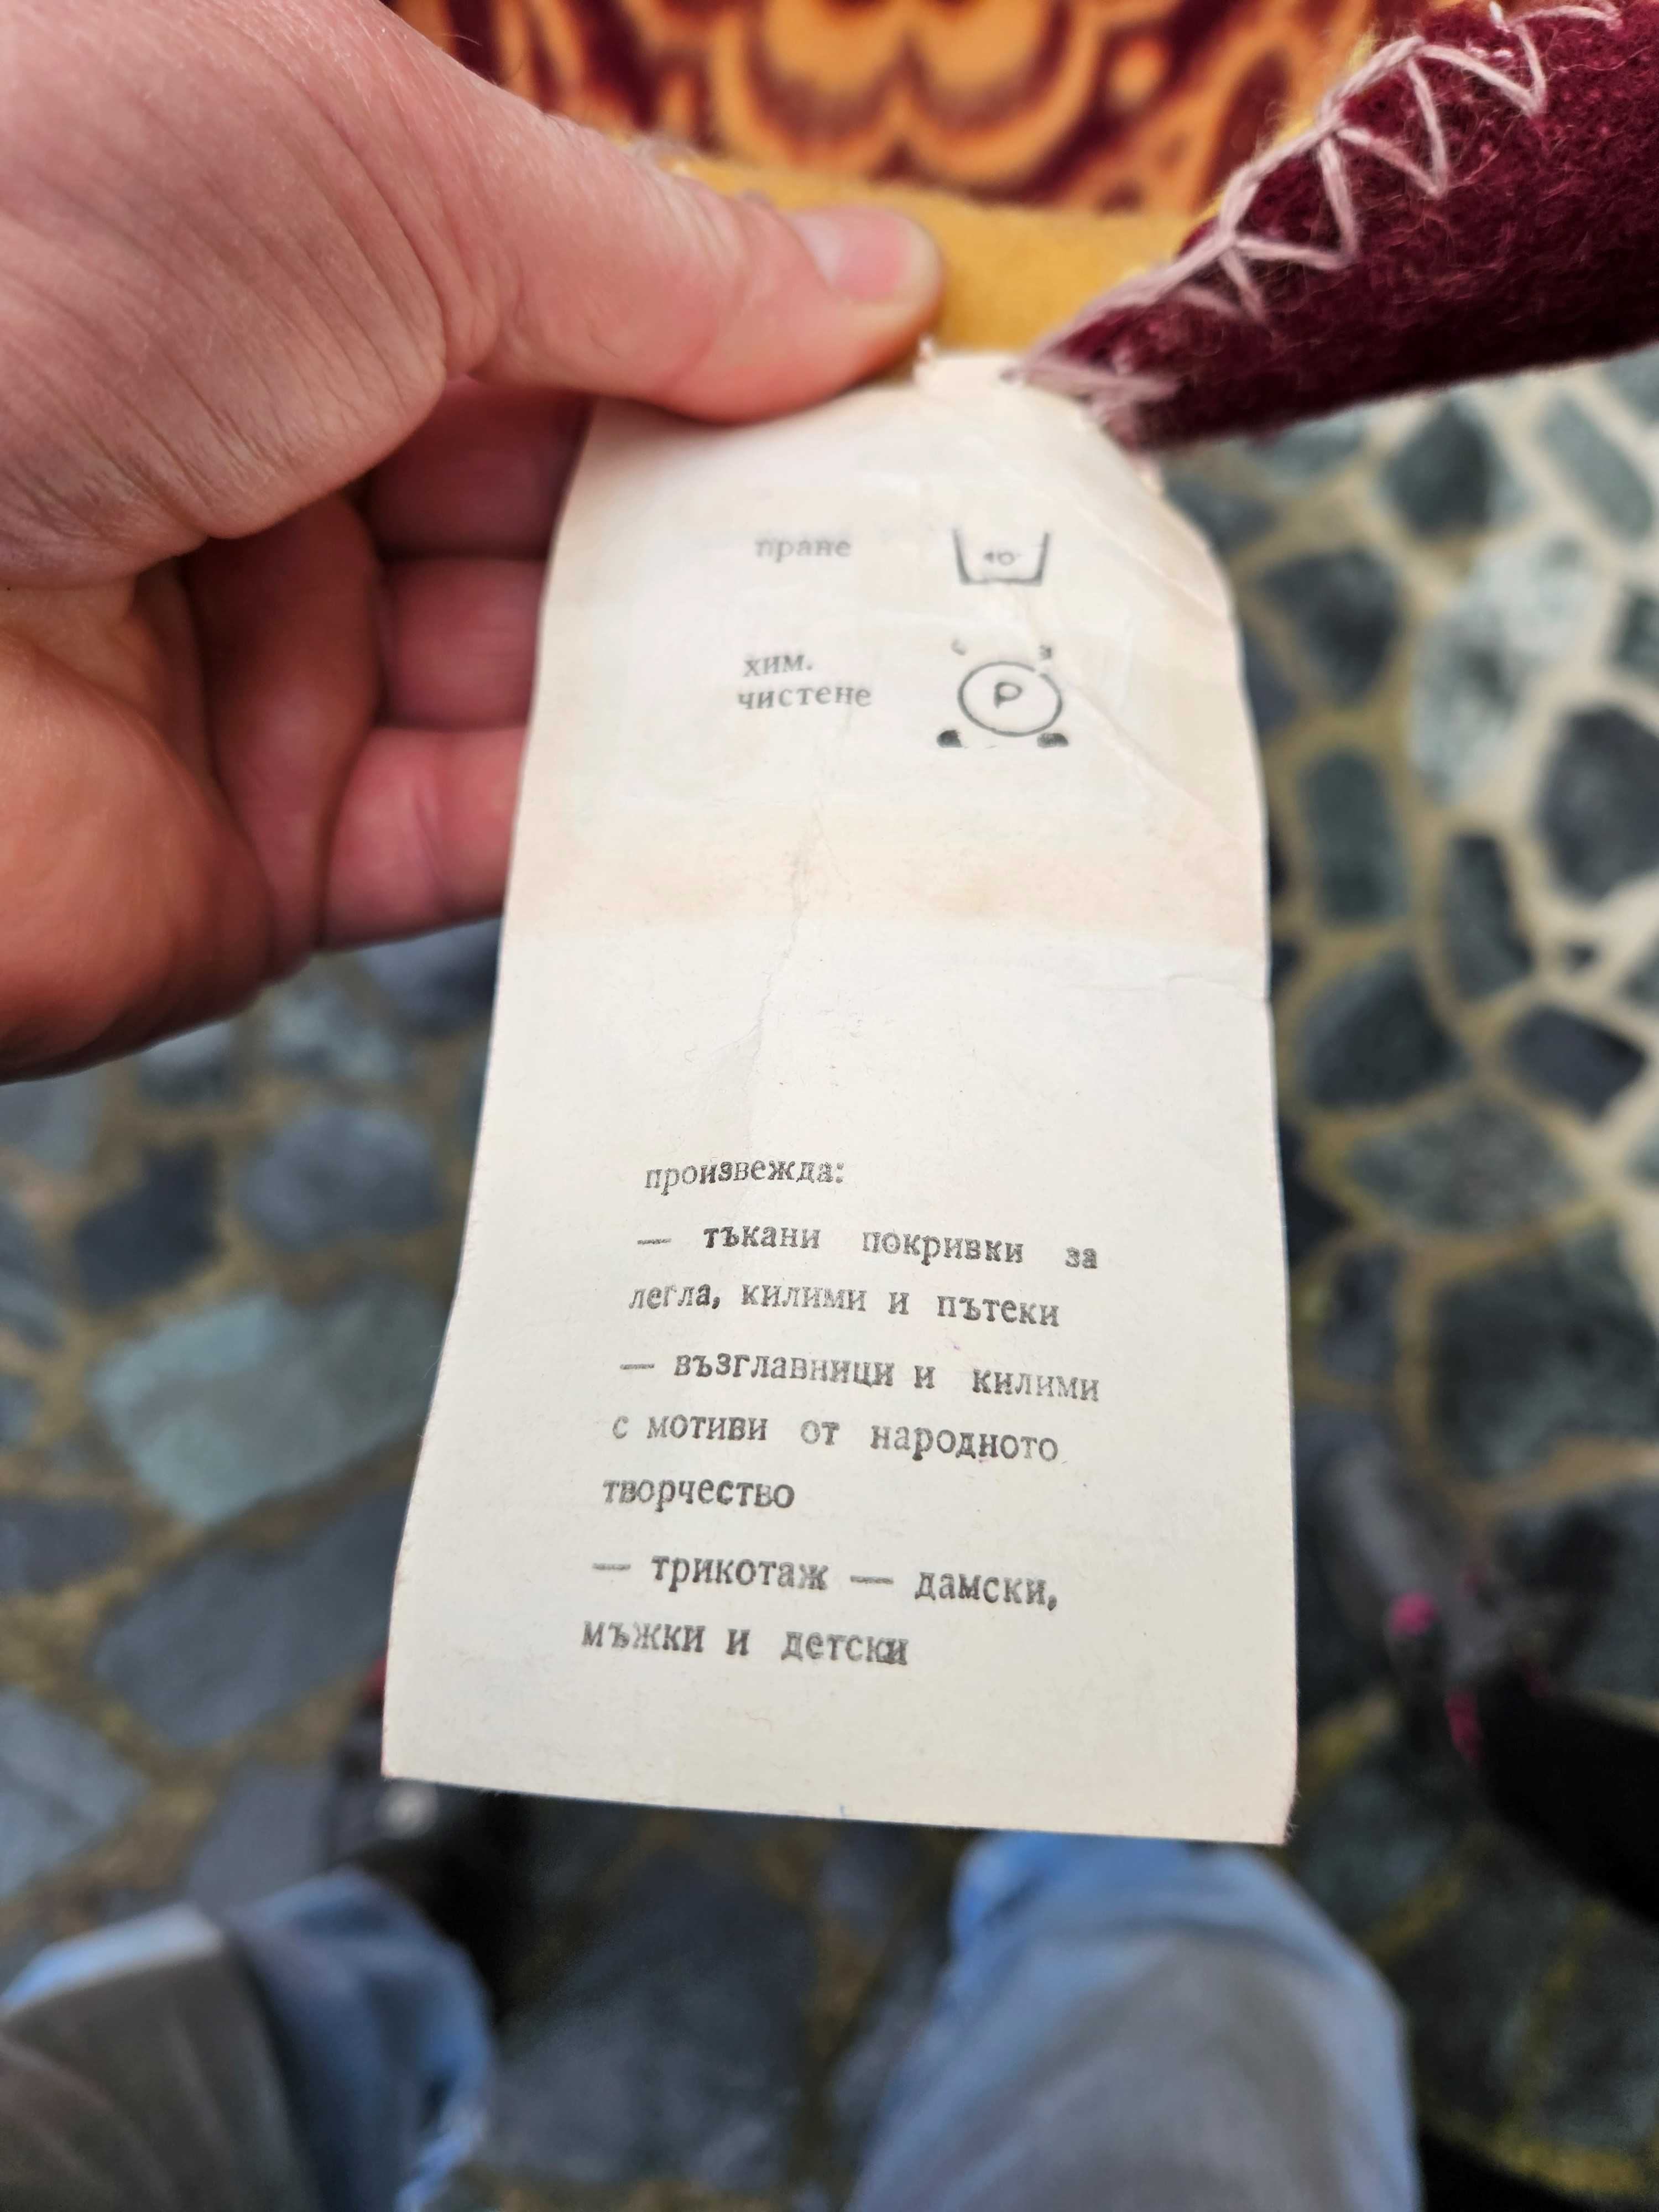 пране 40°
хим.
чистене P
произвежда:
— тъкани покривки за
легла, килими и пътеки
— възглавници и килими
с мотиви от народното
творчество
— трикотаж — дамски,
мъжки и детски